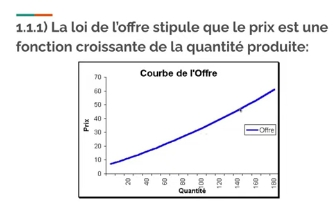 1.1.1) La loi de l'offre stipule que le prix est une
fonction croissante de la quantité produite:
Courbe de l'Offre
70
60
50
40
30
20
10
0
Prix
Offre
20
40
60
80
100
120
140
160
180
Quantité